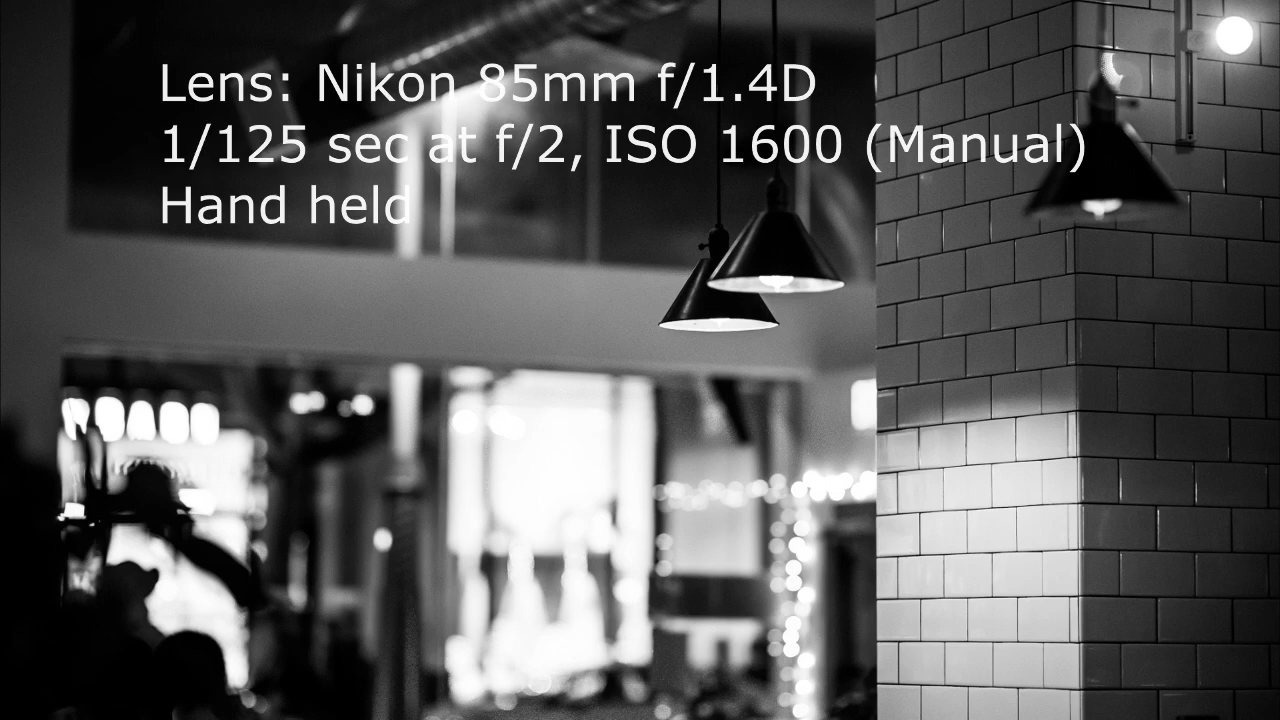 Lens: Nikon 85mm f/1.4D
1/125 sec at f/2, ISO 1600 (Manual)
Hand held